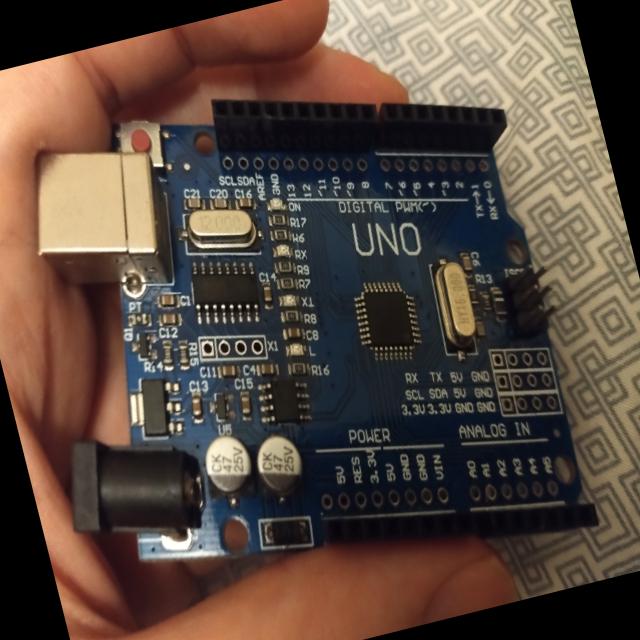 SCL SDA AREF GND 13 12 ~11 ~10 ~9 8 7 ~6 ~5 4 ~3 2 TX→1 RX←0
DIGITAL PWM(~)
UNO
C21 C20 C16
12.000
ON
R17
W6
RX
R9
R7
TX
R8
C8
L
R16
C1
C12
R14
X1
C11
C4
C15
C13
U5
R13
RX TX 5V GND
SCL SDA 5V GND
3.3V 3.3V GND GND
POWER
ANALOG IN
5V RES 3.3V 5V GND GND VIN
A0 A1 A2 A3 A4 A5
CK
47
25V
CK
47
25V